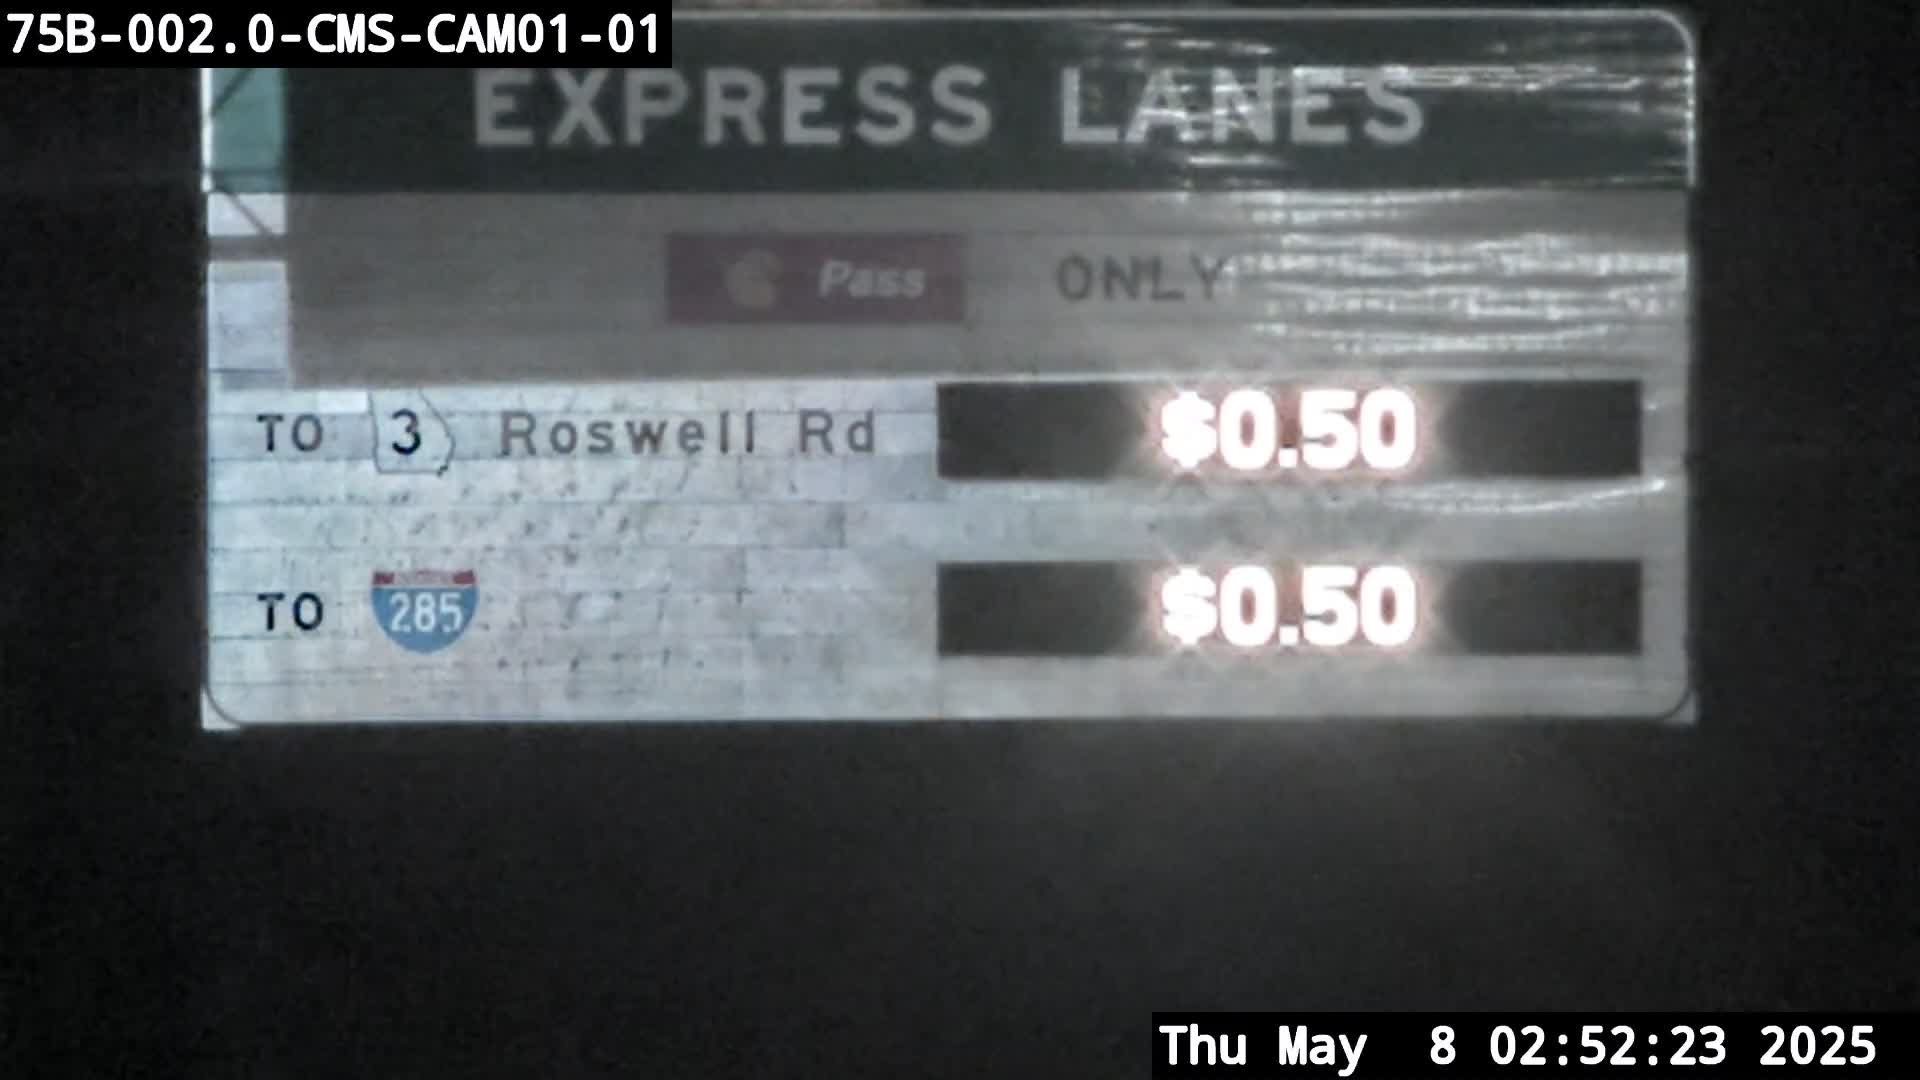 75B-002.0-CMS-CAM01-01
EXPRESS LANES
Pass ONLY
TO 3 Roswell Rd $0.50
TO 285 $0.50
Thu May 8 02:52:23 2025